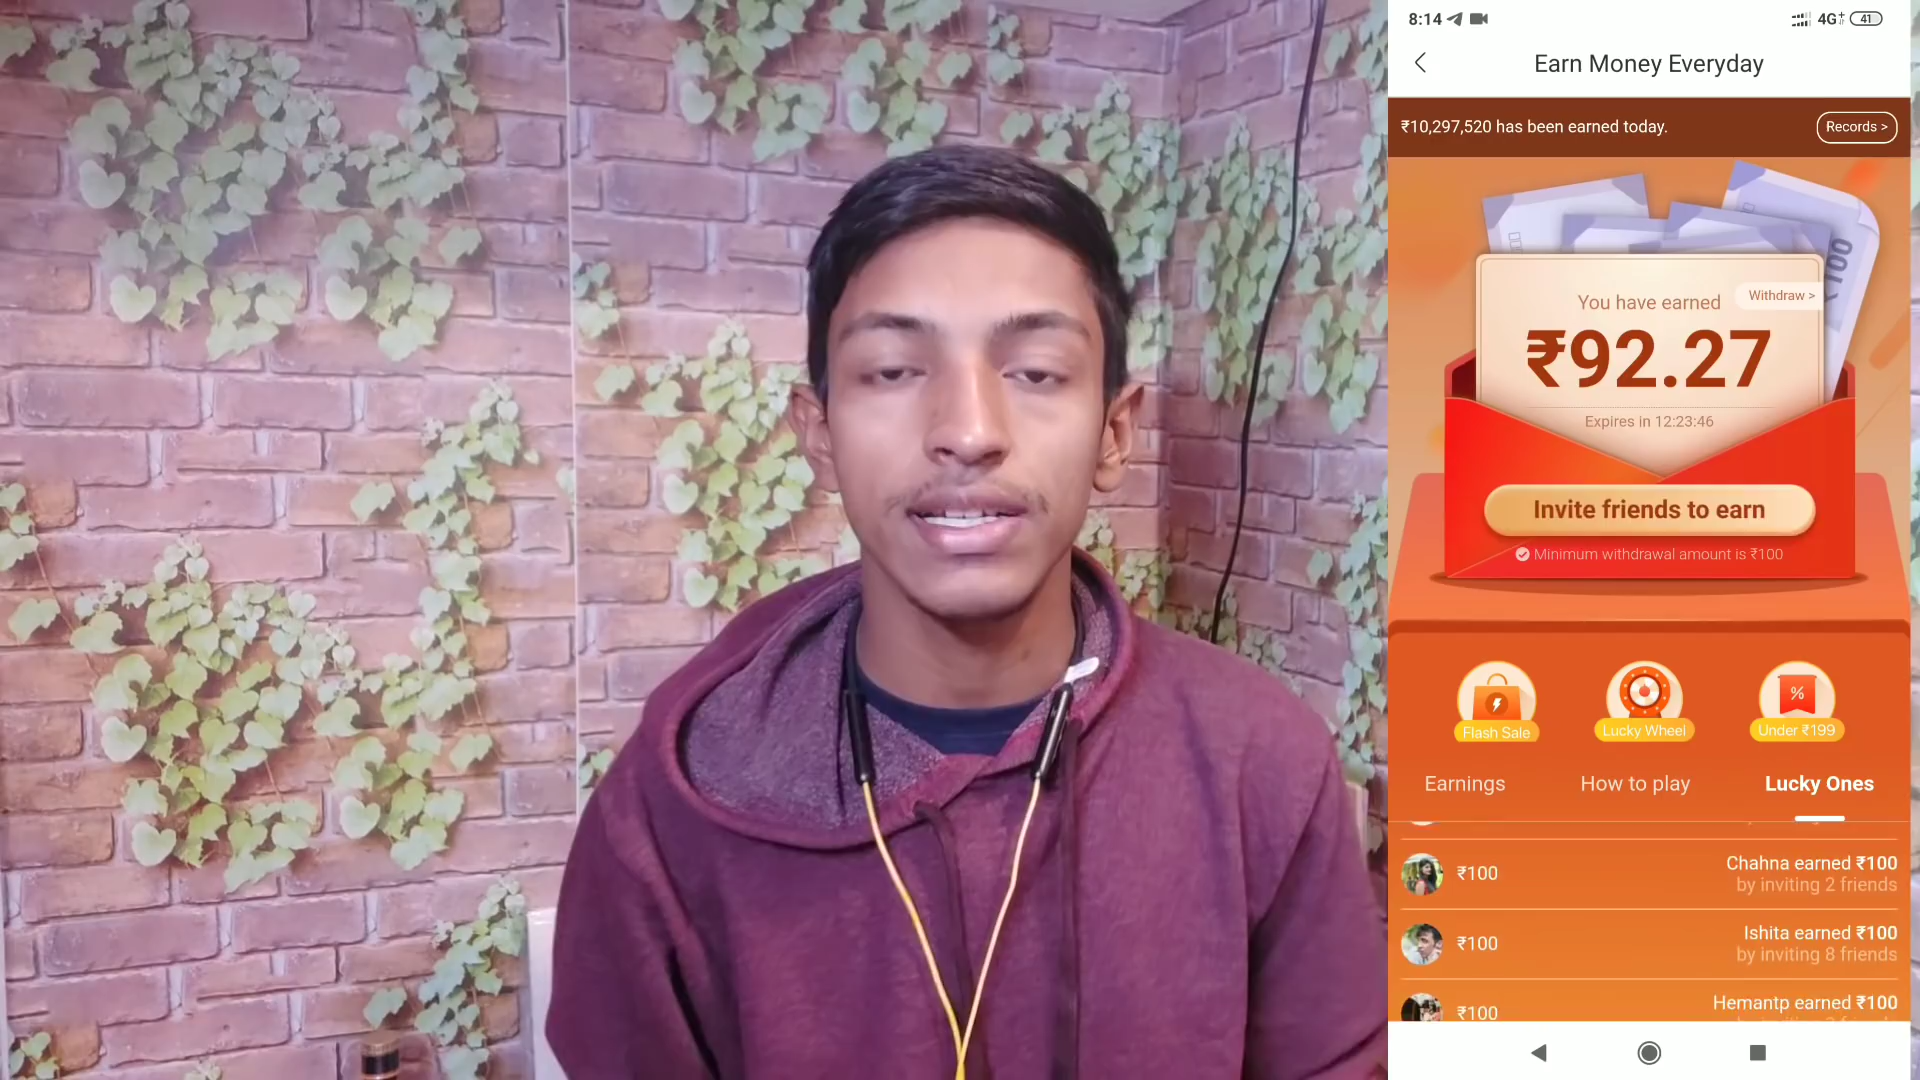 8:14
4G+
41
Earn Money Everyday
₹10,297,520 has been earned today.
Records >
₹100
You have earned
Withdraw >
₹92.27
Expires in 12:23:46
Invite friends to earn
Minimum withdrawal amount is ₹100
Flash Sale
Lucky Wheel
%
Under ₹199
Earnings
How to play
Lucky Ones
₹100
Chahna earned ₹100
by inviting 2 friends
₹100
Ishita earned ₹100
by inviting 8 friends
₹100
Hemantp earned ₹100